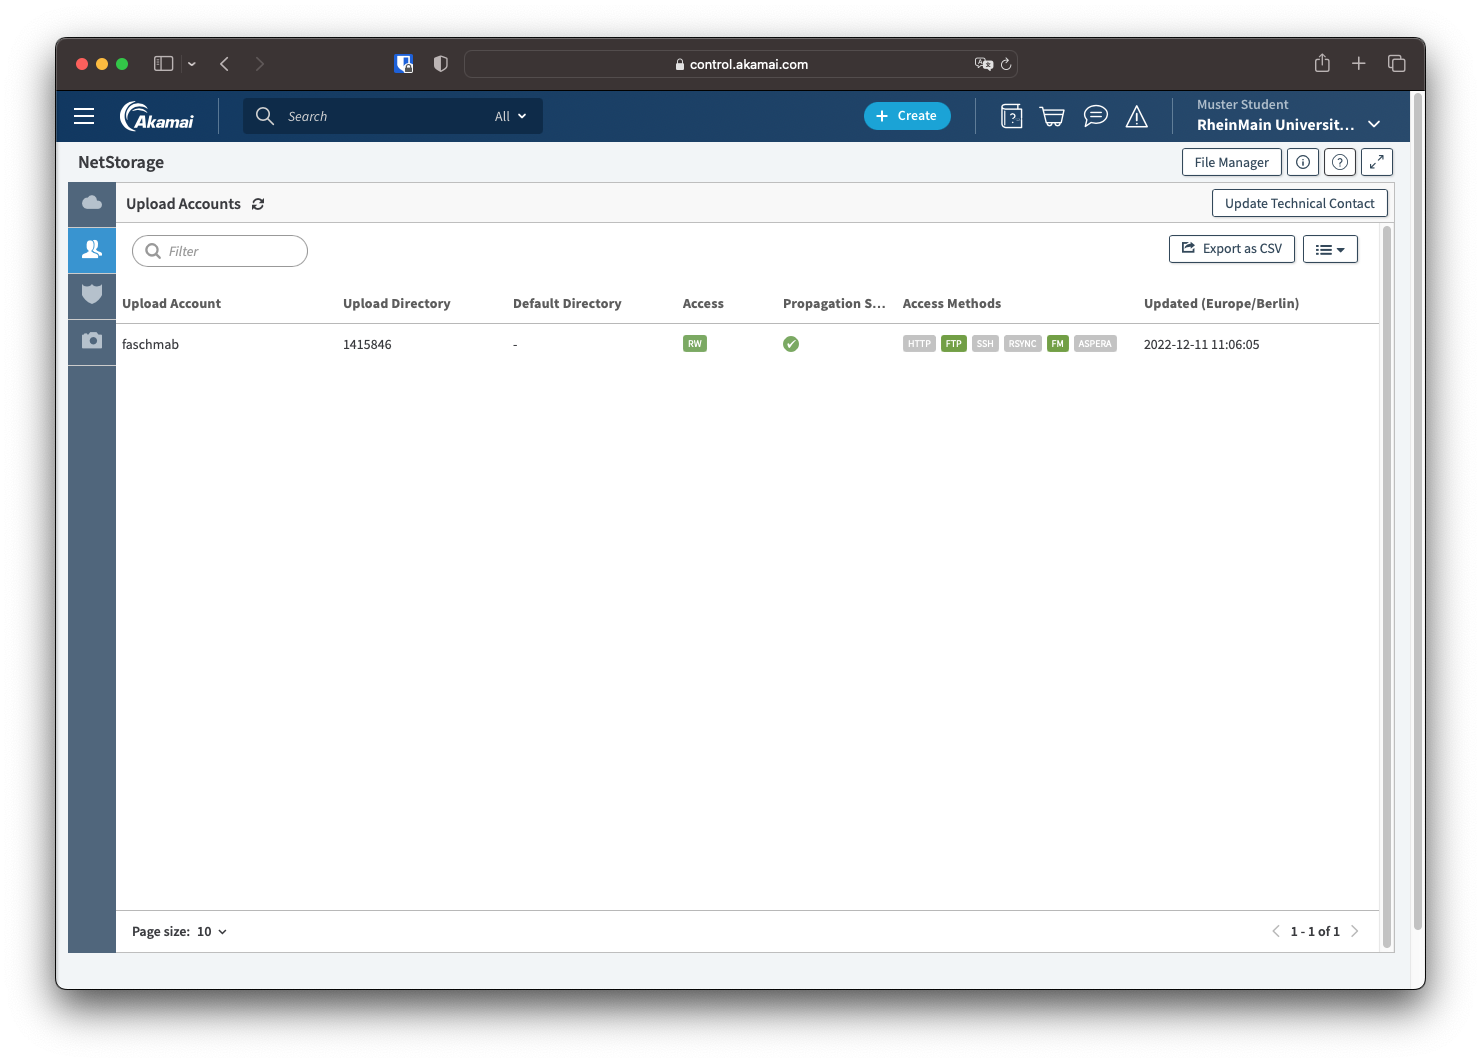 control.akamai.com
Akamai
Search
All
+ Create
Muster Student
RheinMain Universit...
NetStorage
File Manager
Upload Accounts
Update Technical Contact
Filter
Export as CSV
Upload Account Upload Directory Default Directory Access Propagation S... Access Methods Updated (Europe/Berlin)
faschmab 1415846 - RW HTTP FTP SSH RSYNC FM ASPERA 2022-12-11 11:06:05
Page size: 10
1 - 1 of 1